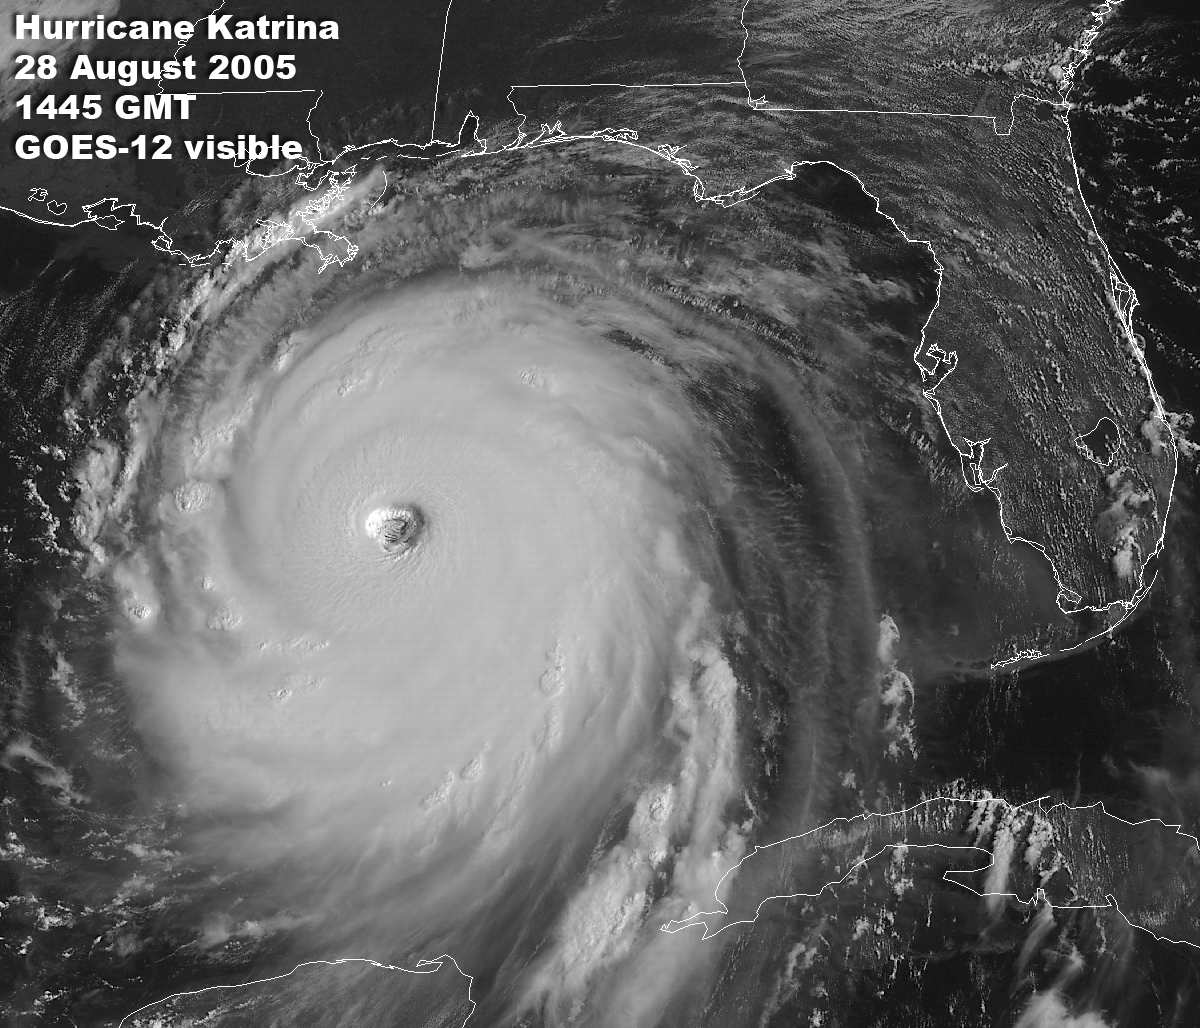 Hurricane Katrina
28 August 2005
1445 GMT
GOES-12 visible